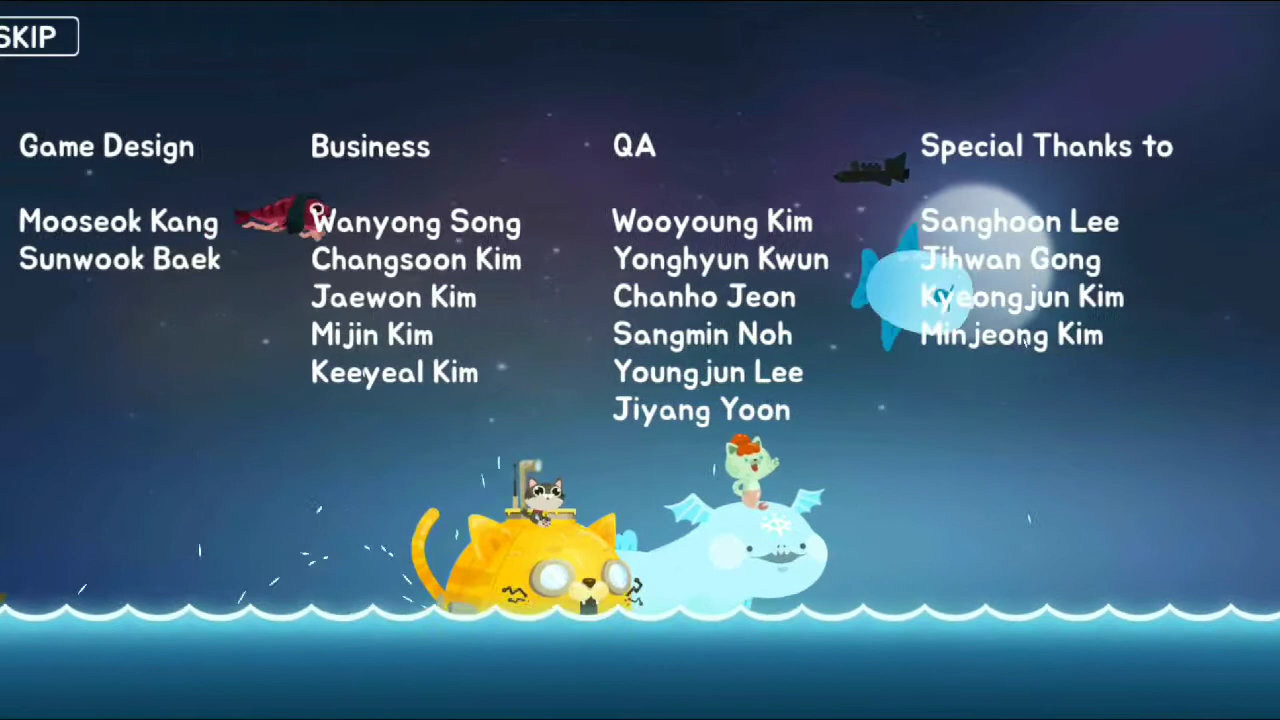 SKIP
Game Design
Mooseok Kang
Sunwook Baek
Business
Wanyong Song
Changsoon Kim
Jaewon Kim
Mijin Kim
Keeyeal Kim
QA
Wooyoung Kim
Yonghyun Kwun
Chanho Jeon
Sangmin Noh
Youngjun Lee
Jiyang Yoon
Special Thanks to
Sanghoon Lee
Jihwan Gong
Kyeongjun Kim
Minjeong Kim